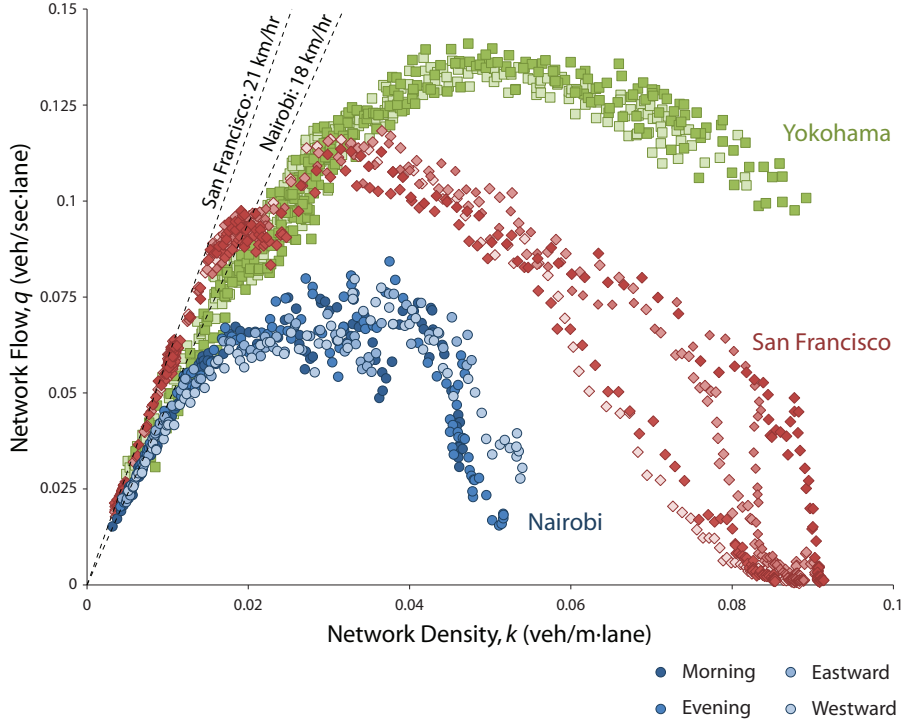 0.15
0.125
0.1
0.075
0.05
0.025
0
Network Flow, q (veh/sec·lane)
San Francisco: 21 km/hr
Nairobi: 18 km/hr
Yokohama
San Francisco
Nairobi
0
0.02
0.04
0.06
0.08
0.1
Network Density, k (veh/m·lane)
Morning
Eastward
Evening
Westward